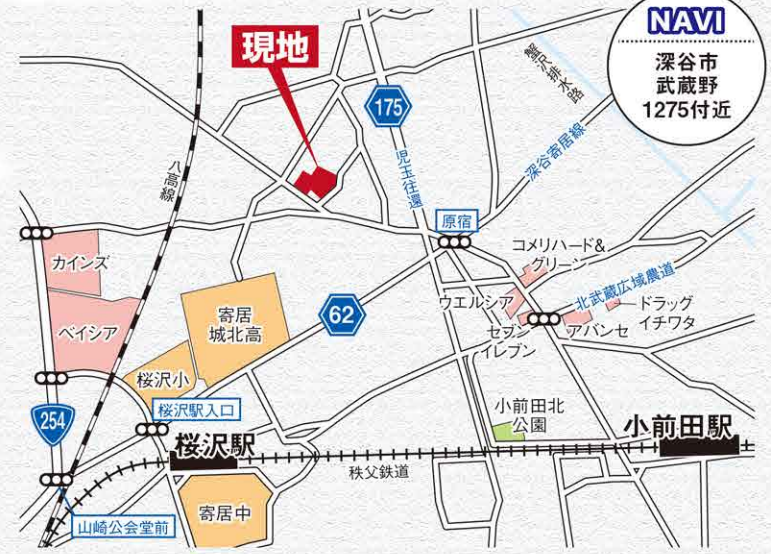 NAVI
深谷市
武蔵野
1275付近
現地
蟹沢排水路
175
深谷寄居線
児玉往還
八高線
原宿
コメリハード&
グリーン
カインズ
北武蔵広域農道
ウエルシア
ドラッグ
イチワタ
ベイシア
寄居
城北高
62
セブン
イレブン
アバンセ
桜沢小
254
桜沢駅入口
小前田北
公園
小前田駅
桜沢駅
秩父鉄道
寄居中
山崎公会堂前